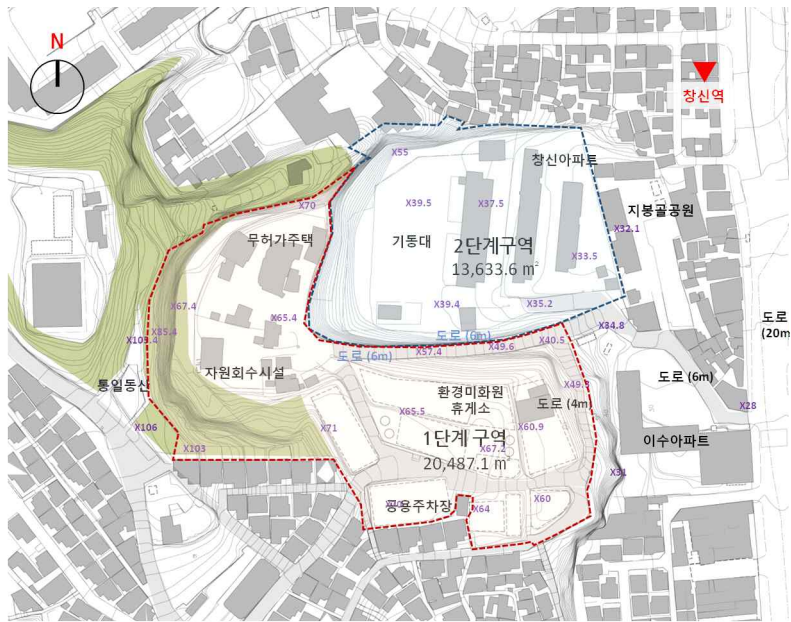 N
창신역
X55
창신아파트
X70
X39.5
X37.5
지봉골공원
무허가주택
기동대
2단계구역
X32.1
13,633.6 ㎡
X33.5
X67.4
X65.4
X39.4
X35.2
도로
(20m)
X85.4
X103.4
도로 (6m)
X34.8
X40.5
X49.6
X57.4
도로 (6m)
자원회수시설
통일동산
도로 (6m)
환경미화원
휴게소
도로 (4m)
X65.5
X28
X106
X71
X60.9
1단계 구역
X67.2
이수아파트
X103
20,487.1 ㎡
X31
공용주차장
X64
X60